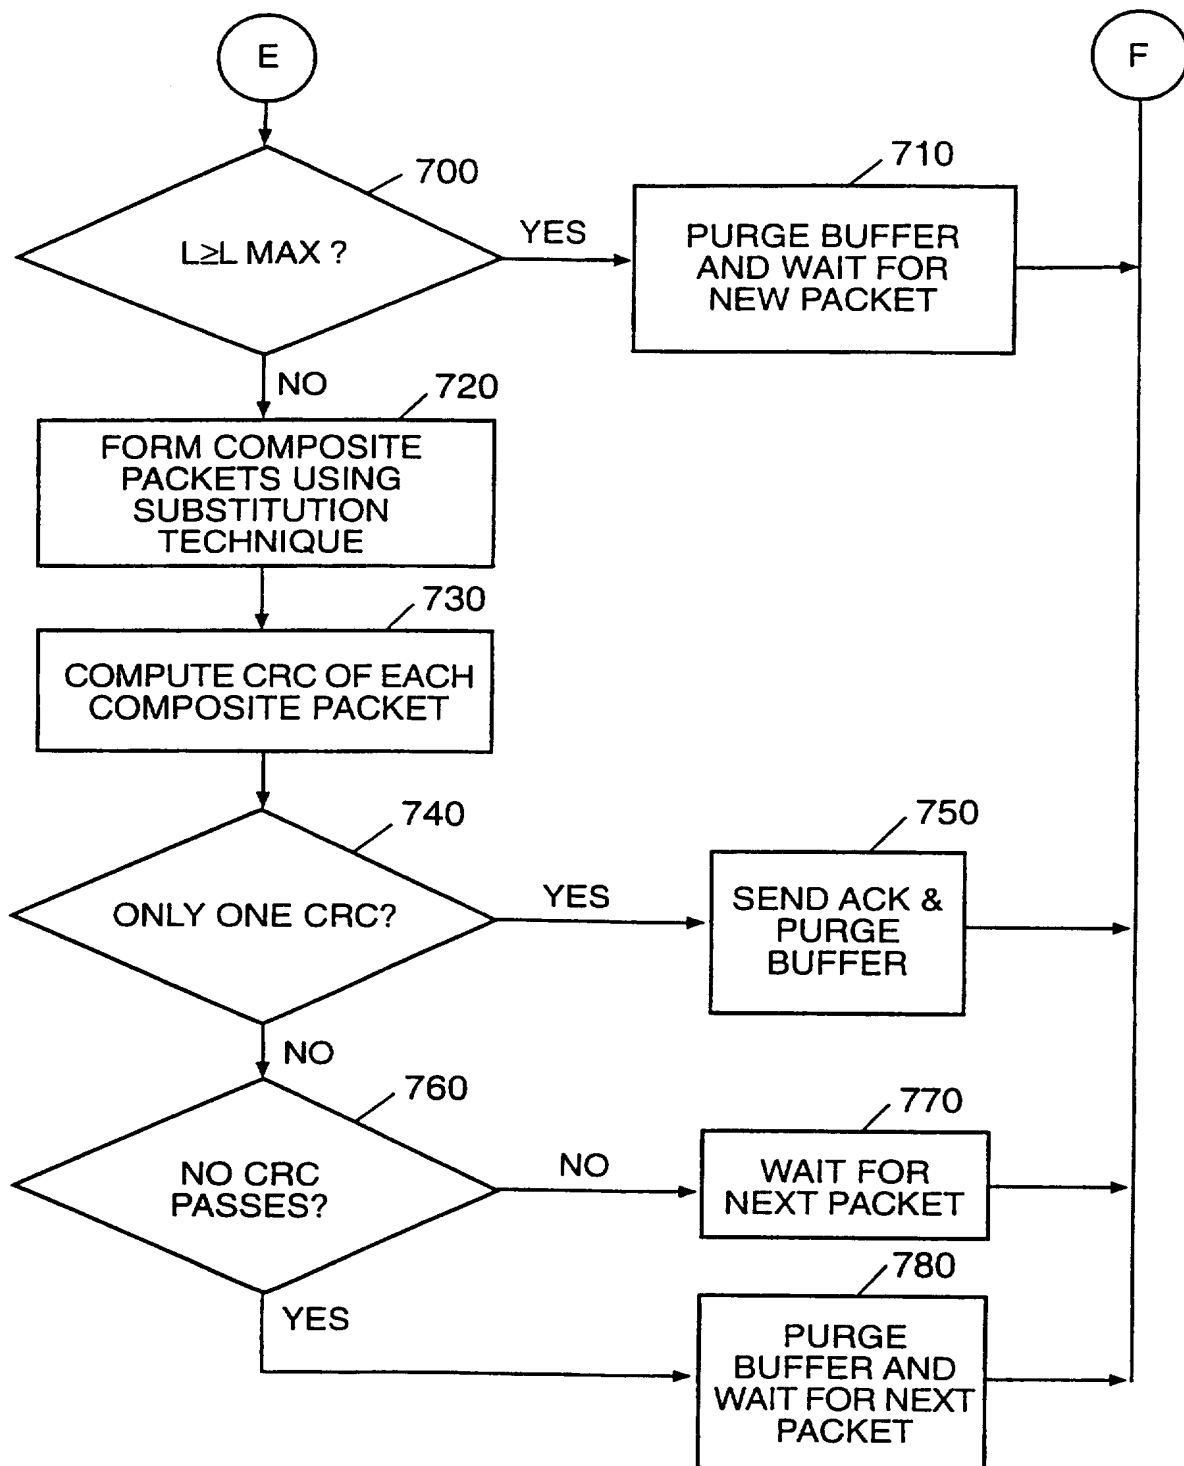 E
F
700
L≥L MAX ?
YES
710
PURGE BUFFER
AND WAIT FOR
NEW PACKET
NO
720
FORM COMPOSITE
PACKETS USING
SUBSTITUTION
TECHNIQUE
730
COMPUTE CRC OF EACH
COMPOSITE PACKET
740
ONLY ONE CRC?
YES
750
SEND ACK &
PURGE
BUFFER
NO
760
NO CRC
PASSES?
NO
770
WAIT FOR
NEXT PACKET
YES
780
PURGE
BUFFER AND
WAIT FOR NEXT
PACKET